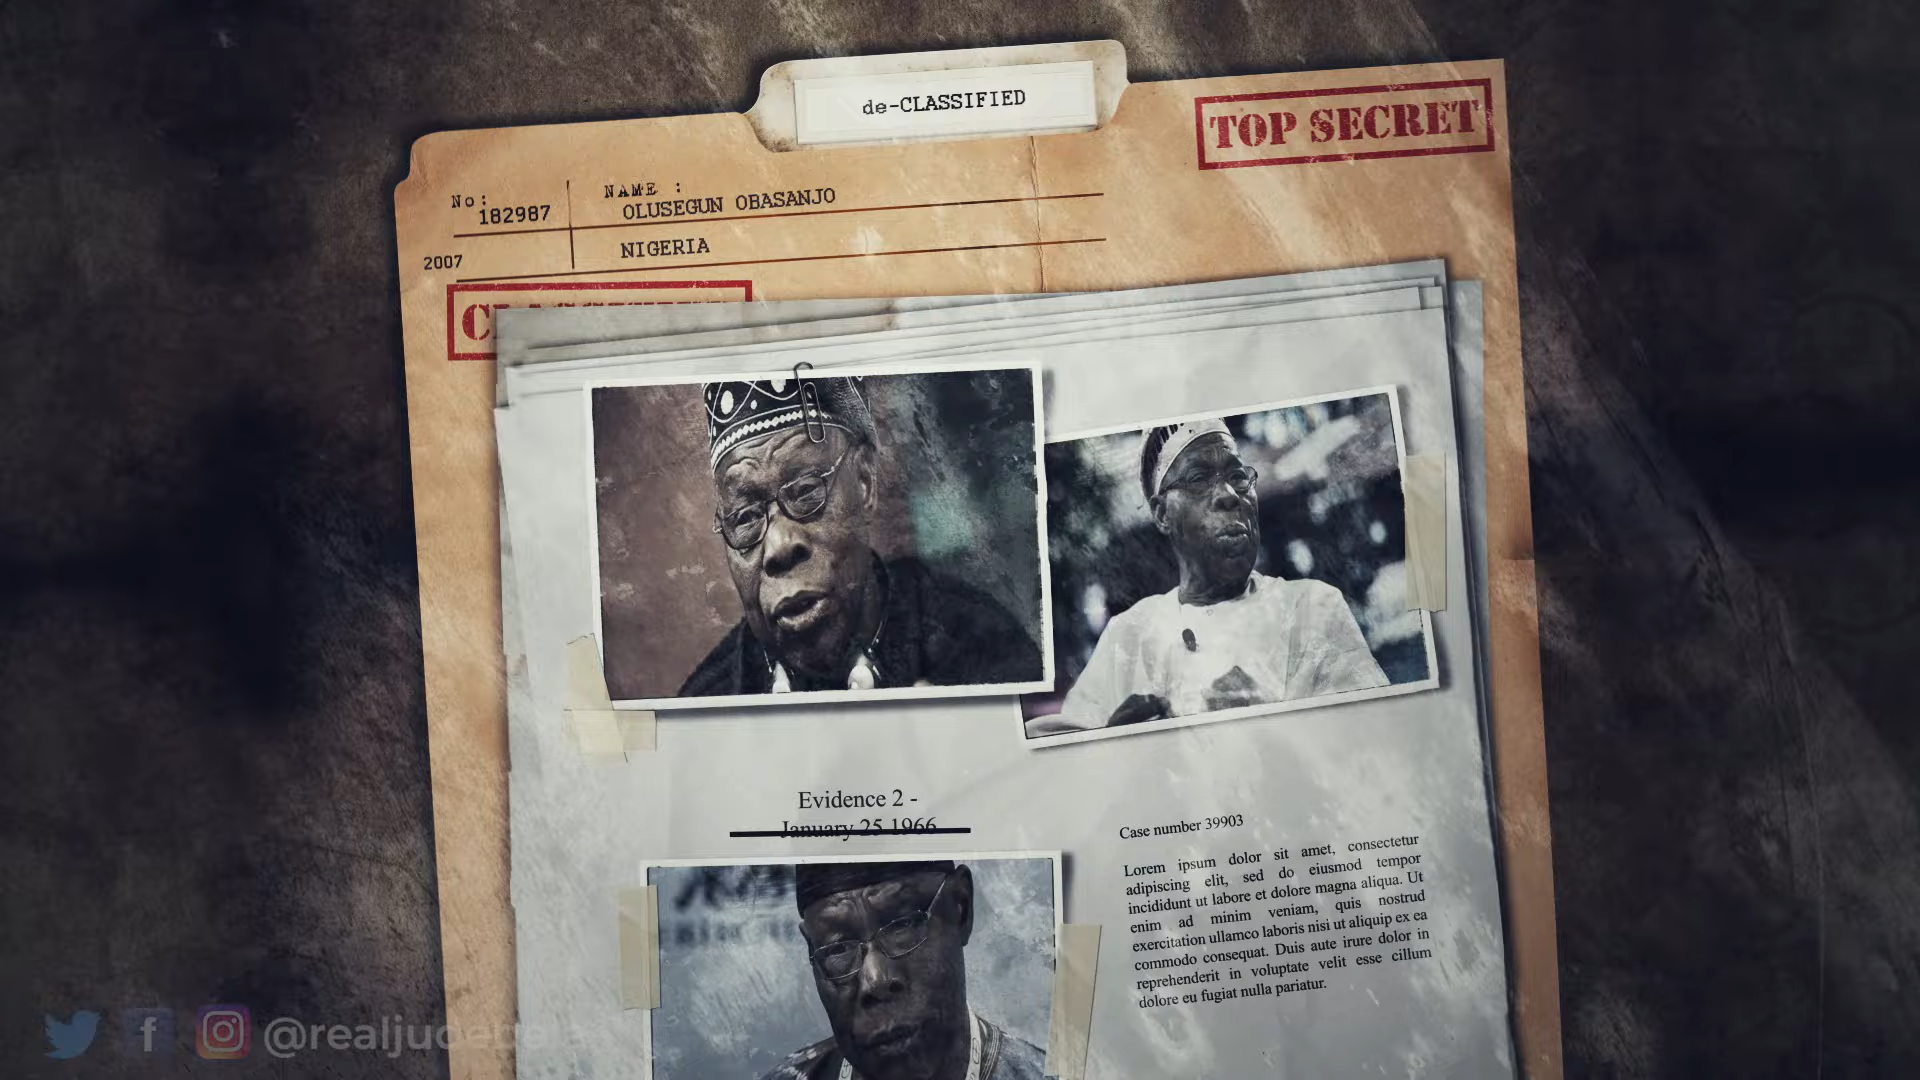 de-CLASSIFIED
TOP SECRET
No:
182987
NAME :
OLUSEGUN OBASANJO
2007
NIGERIA
Evidence 2 -
January 25 1966
Case number 39903
Lorem ipsum dolor sit amet, consectetur
adipiscing elit, sed do eiusmod tempor
incididunt ut labore et dolore magna aliqua. Ut
enim ad minim veniam, quis nostrud
exercitation ullamco laboris nisi ut aliquip ex ea
commodo consequat. Duis aute irure dolor in
reprehenderit in voluptate velit esse cillum
dolore eu fugiat nulla pariatur.